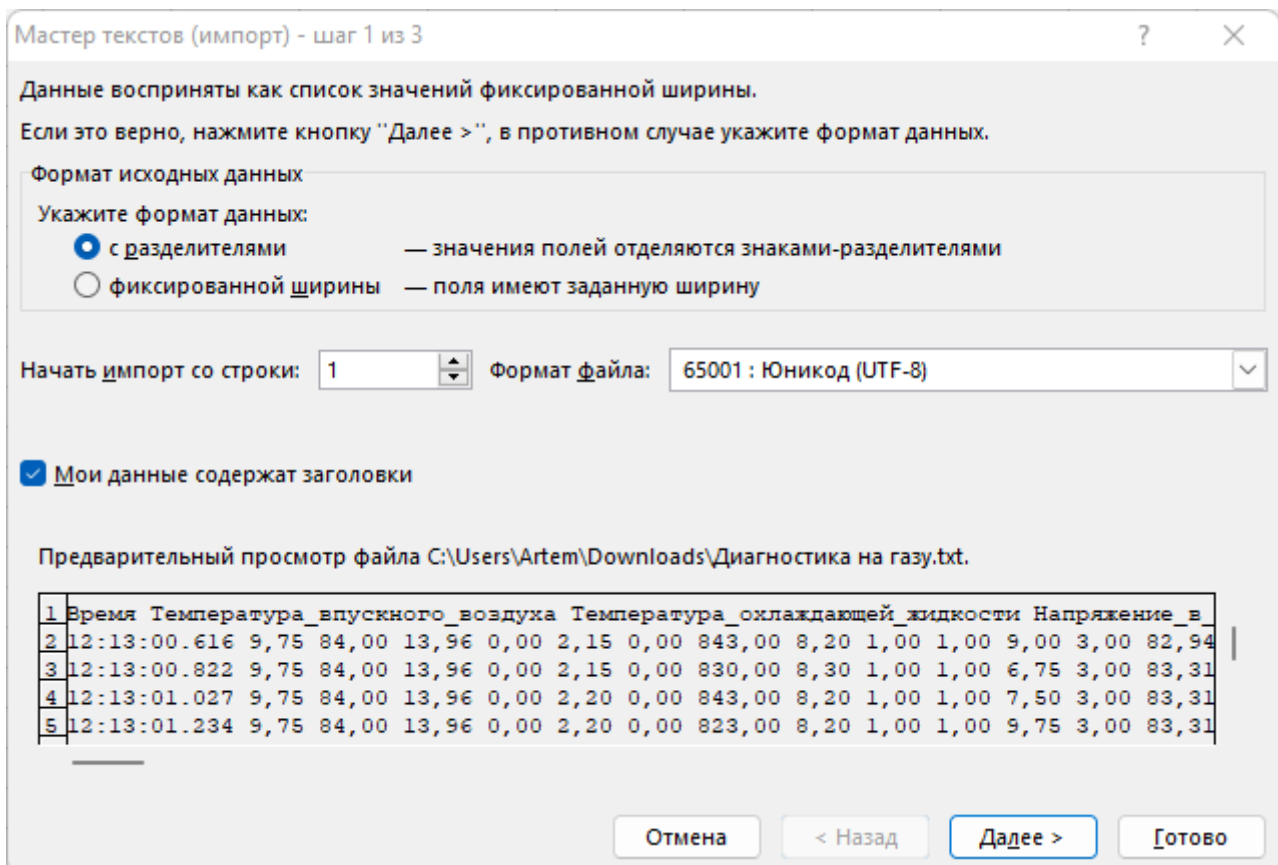 Мастер текстов (импорт) - шаг 1 из 3
Данные восприняты как список значений фиксированной ширины.
Если это верно, нажмите кнопку "Далее >", в противном случае укажите формат данных.
Формат исходных данных
Укажите формат данных:
с разделителями — значения полей отделяются знаками-разделителями
фиксированной ширины — поля имеют заданную ширину
Начать импорт со строки: 1 Формат файла: 65001 : Юникод (UTF-8)
Мои данные содержат заголовки
Предварительный просмотр файла C:\Users\Artem\Downloads\Диагностика на газу.txt.
1 Время Температура_впускного_воздуха Температура_охлаждающей_жидкости Напряжение_в_
2 12:13:00.616 9,75 84,00 13,96 0,00 2,15 0,00 843,00 8,20 1,00 1,00 9,00 3,00 82,94
3 12:13:00.822 9,75 84,00 13,96 0,00 2,15 0,00 830,00 8,30 1,00 1,00 6,75 3,00 83,31
4 12:13:01.027 9,75 84,00 13,96 0,00 2,20 0,00 843,00 8,20 1,00 1,00 7,50 3,00 83,31
5 12:13:01.234 9,75 84,00 13,96 0,00 2,20 0,00 823,00 8,20 1,00 1,00 9,75 3,00 83,31
Отмена < Назад Далее > Готово